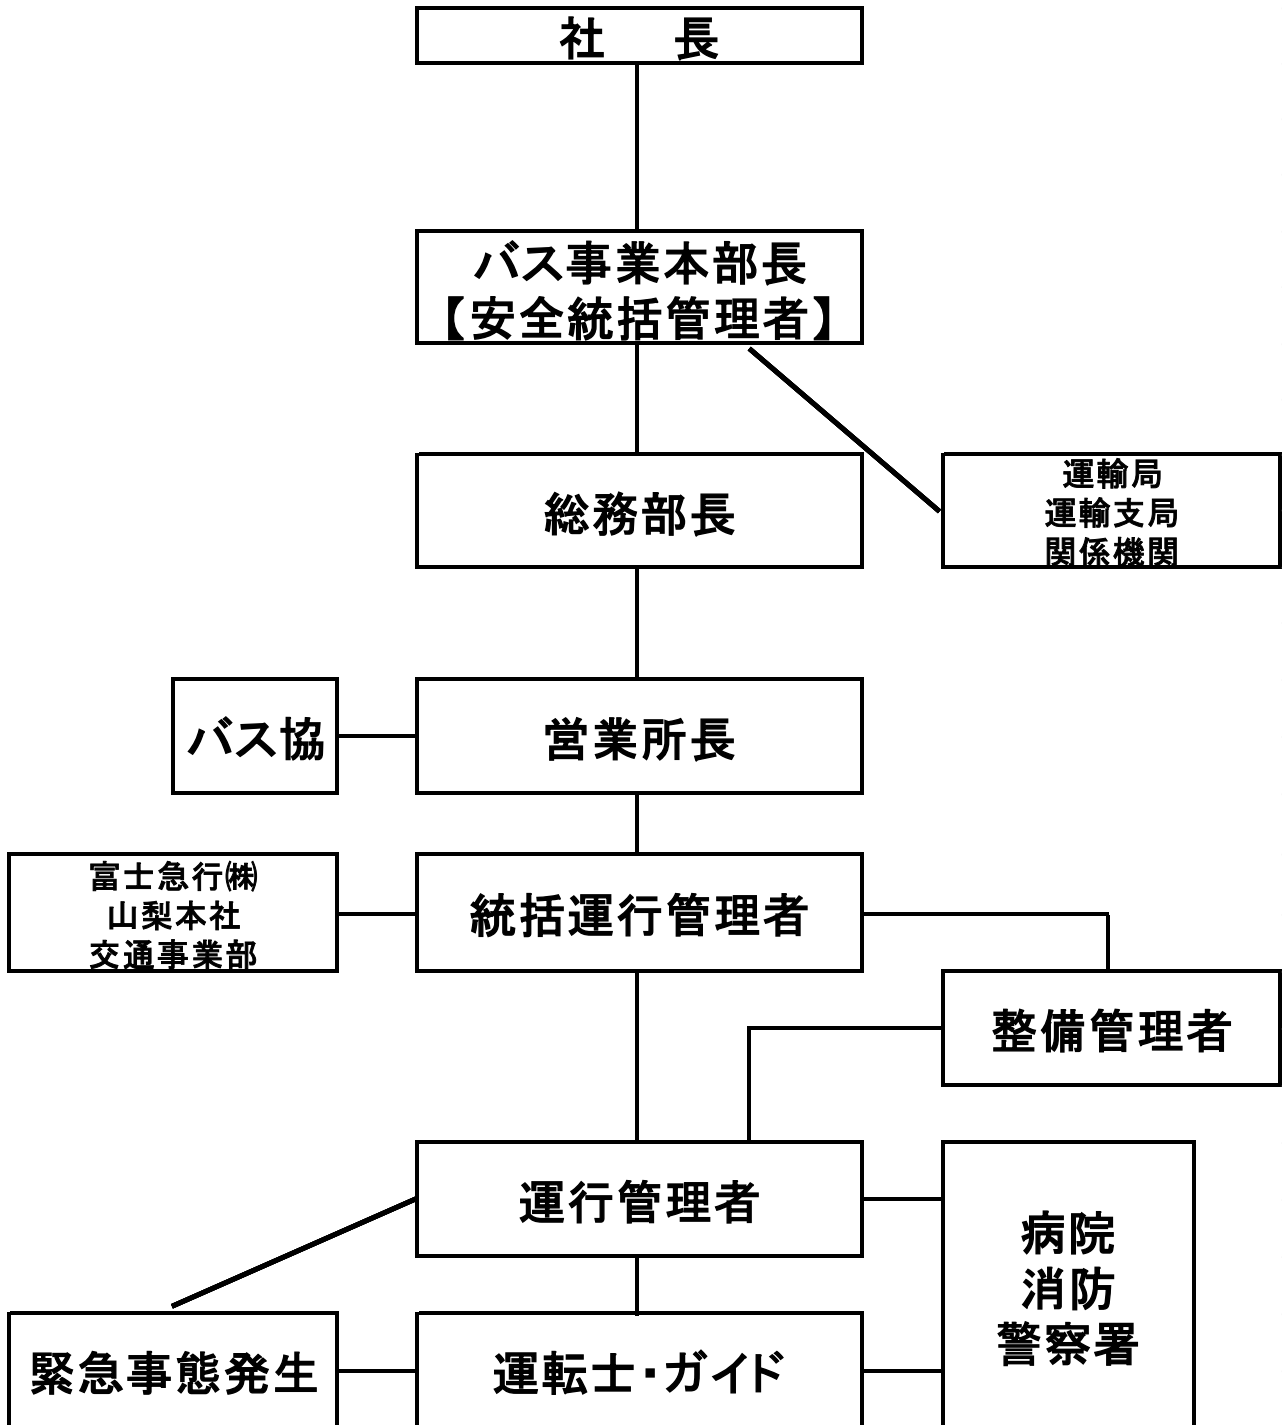 社　長
バス事業本部長
【安全統括管理者】
総務部長
運輸局
運輸支局
関係機関
バス協
営業所長
富士急行㈱
山梨本社
交通事業部
統括運行管理者
整備管理者
運行管理者
病院
消防
警察署
緊急事態発生
運転士・ガイド